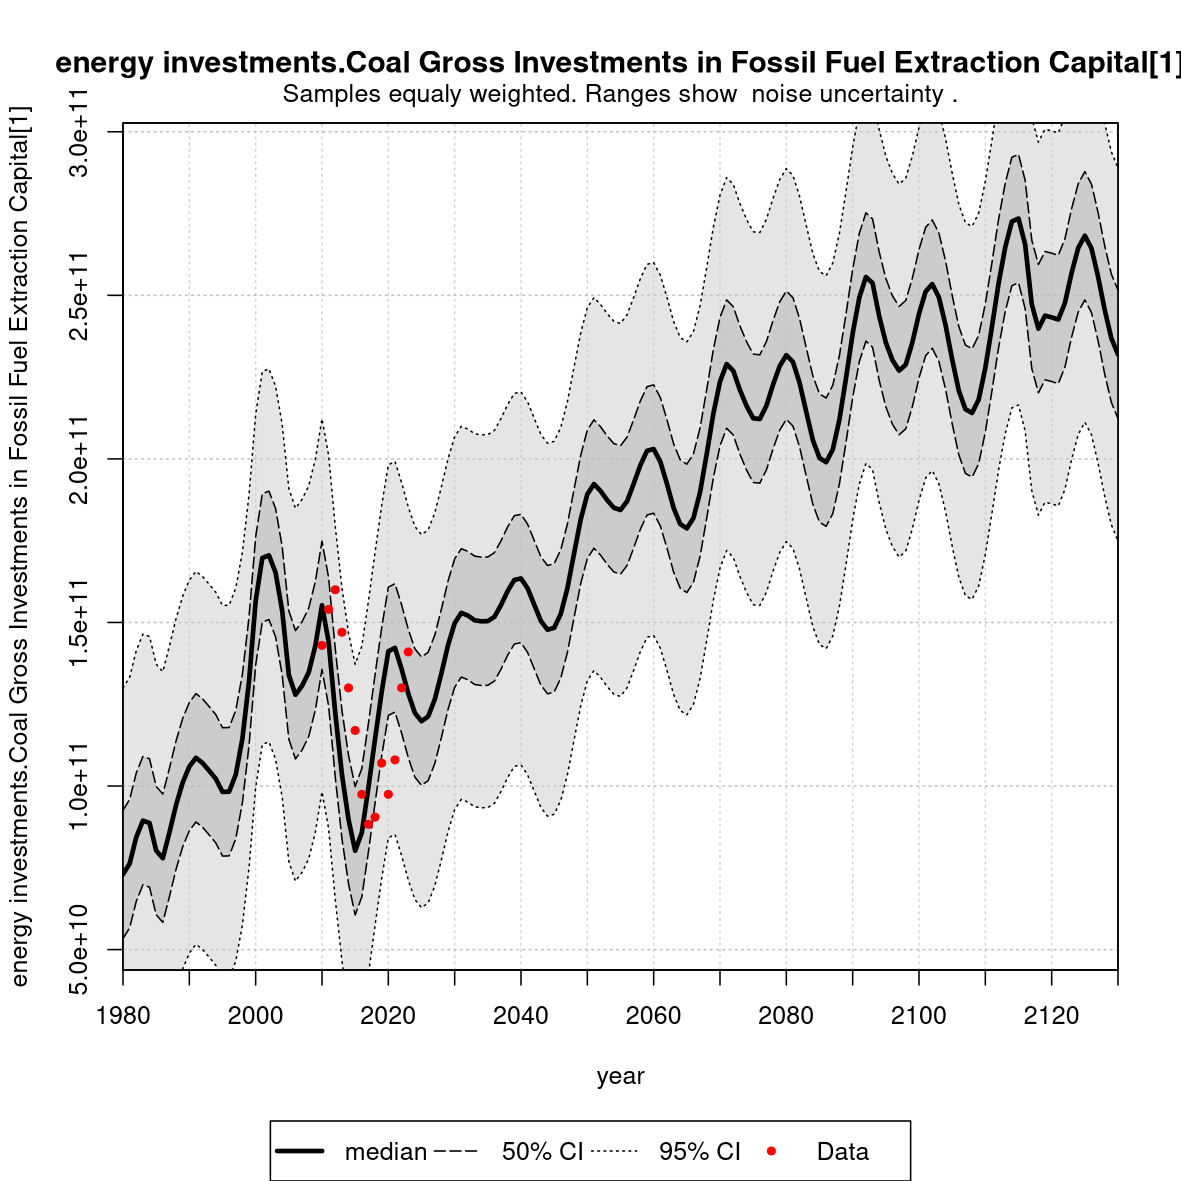 energy investments.Coal Gross Investments in Fossil Fuel Extraction Capital[1]
Samples equaly weighted. Ranges show  noise uncertainty .
energy investments.Coal Gross Investments in Fossil Fuel Extraction Capital[1]
3.0e+11
2.5e+11
2.0e+11
1.5e+11
1.0e+11
5.0e+10
1980 2000 2020 2040 2060 2080 2100 2120
year
median 50% CI 95% CI Data